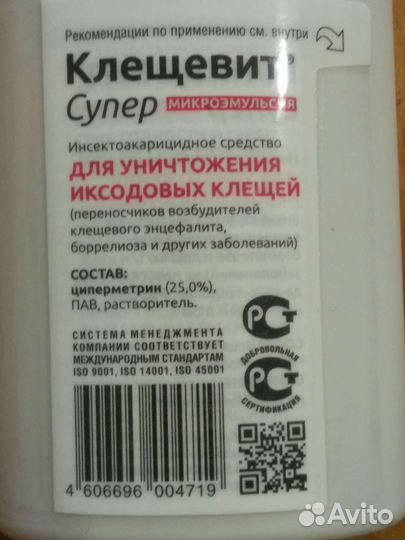 Рекомендации по применению см. внутри
Клещевит®
Супер МИКРОЭМУЛЬСИЯ
Инсектоакарицидное средство
ДЛЯ УНИЧТОЖЕНИЯ
ИКСОДОВЫХ КЛЕЩЕЙ
(переносчиков возбудителей
клещевого энцефалита,
боррелиоза и других заболеваний)
СОСТАВ:
циперметрин (25,0%),
ПАВ, растворитель.
СИСТЕМА МЕНЕДЖМЕНТА
КОМПАНИИ СООТВЕТСТВУЕТ
МЕЖДУНАРОДНЫМ СТАНДАРТАМ
ISO 9001, ISO 14001, ISO 45001
ДОБРОВОЛЬНАЯ
СЕРТИФИКАЦИЯ
4 606696 004719
Avito